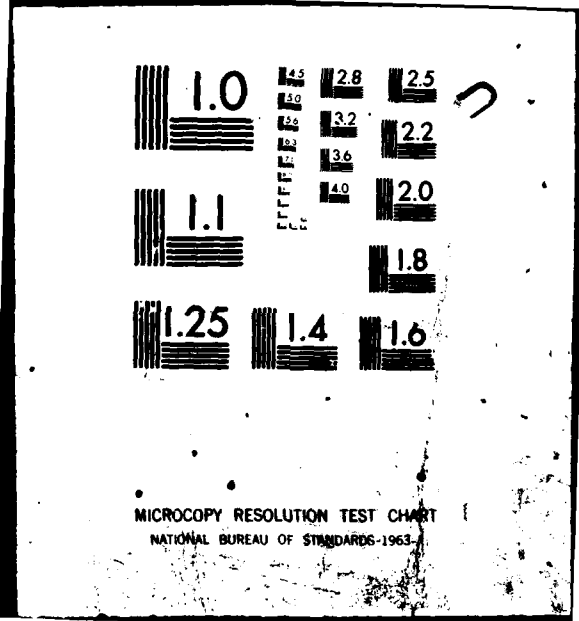 1.0
4.5 2.8 2.5
5.0
5.6 3.2 2.2
6.3
3.6
4.0 2.0
1.1
1.8
1.25 1.4 1.6
MICROCOPY RESOLUTION TEST CHART
NATIONAL BUREAU OF STANDARDS-1963-